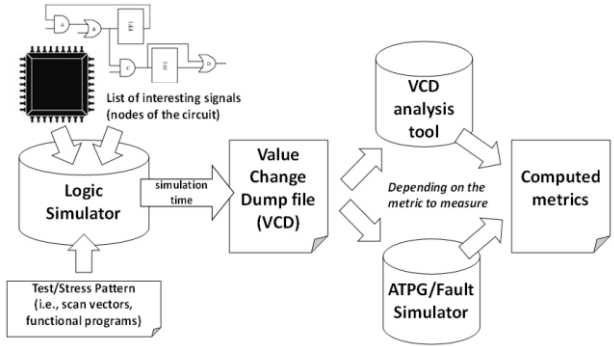 A
B
FF1
C
FF2
D
List of interesting signals
(nodes of the circuit)
Logic
Simulator
simulation
time
Test/Stress Pattern
(i.e., scan vectors,
functional programs)
Value
Change
Dump file
(VCD)
VCD
analysis
tool
Depending on the
metric to measure
ATPG/Fault
Simulator
Computed
metrics